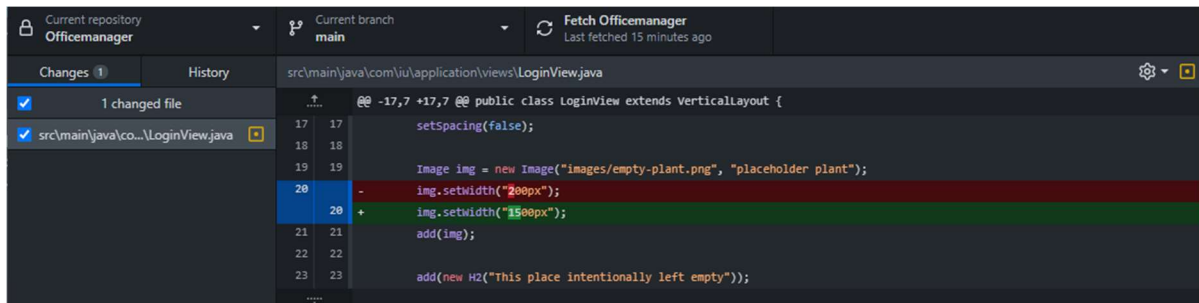 Current repository
Officemanager
Current branch
main
Fetch Officemanager
Last fetched 15 minutes ago
Changes 1
History
src\main\java\com\iu\application\views\LoginView.java
1 changed file
src\main\java\co...\LoginView.java
@@ -17,7 +17,7 @@ public class LoginView extends VerticalLayout {
17 17 setSpacing(false);
18 18
19 19 Image img = new Image("images/empty-plant.png", "placeholder plant");
20 - img.setWidth("200px");
20 + img.setWidth("1500px");
21 21 add(img);
22 22
23 23 add(new H2("This place intentionally left empty"));